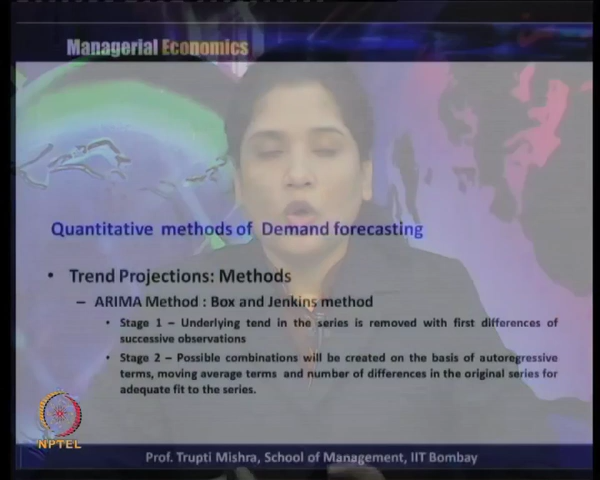 Managerial Economics
Quantitative methods of Demand forecasting
• Trend Projections: Methods
– ARIMA Method : Box and Jenkins method
• Stage 1 – Underlying tend in the series is removed with first differences of
successive observations
• Stage 2 – Possible combinations will be created on the basis of autoregressive
terms, moving average terms and number of differences in the original series for
adequate fit to the series.
NPTEL
Prof. Trupti Mishra, School of Management, IIT Bombay